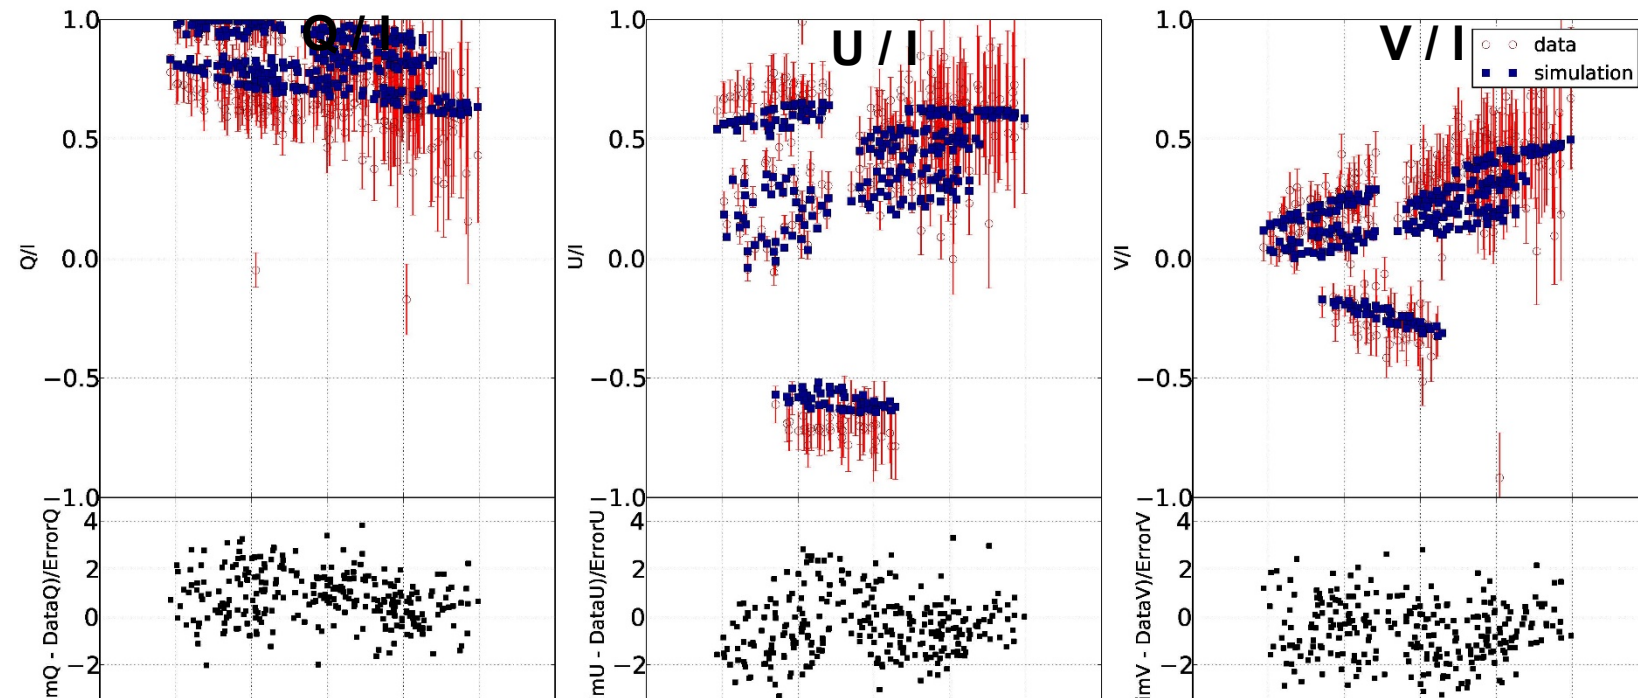 Q / I
U / I
V / I
data
simulation
1.0
0.5
0.0
−0.5
−1.0
Q/I
1.0
0.5
0.0
−0.5
−1.0
U/I
1.0
0.5
0.0
−0.5
−1.0
V/I
4
2
0
−2
mQ - DataQ)/ErrorQ
4
2
0
−2
mU - DataU)/ErrorU
4
2
0
−2
imV - DataV)/ErrorV